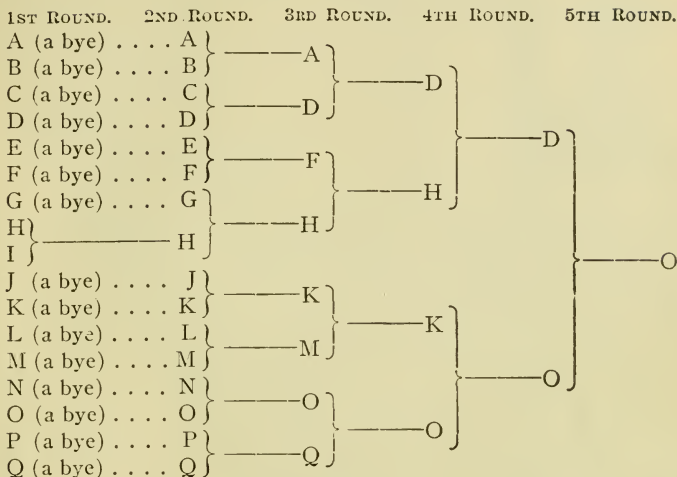 1ST ROUND. 2ND ROUND. 3RD ROUND. 4TH ROUND. 5TH ROUND.
A (a bye) .... A
A
B (a bye) .... B
C (a bye) .... C
D
D
D (a bye) .... D
D
E (a bye) .... E
F
F (a bye) .... F
G (a bye) .... G
H
H
H
H
I
O
J (a bye) .... J
K
K (a bye) .... K
K
L (a bye) .... L
M
M (a bye) .... M
O
N (a bye) .... N
O
O (a bye) .... O
O
P (a bye) .... P
Q
Q (a bye) .... Q